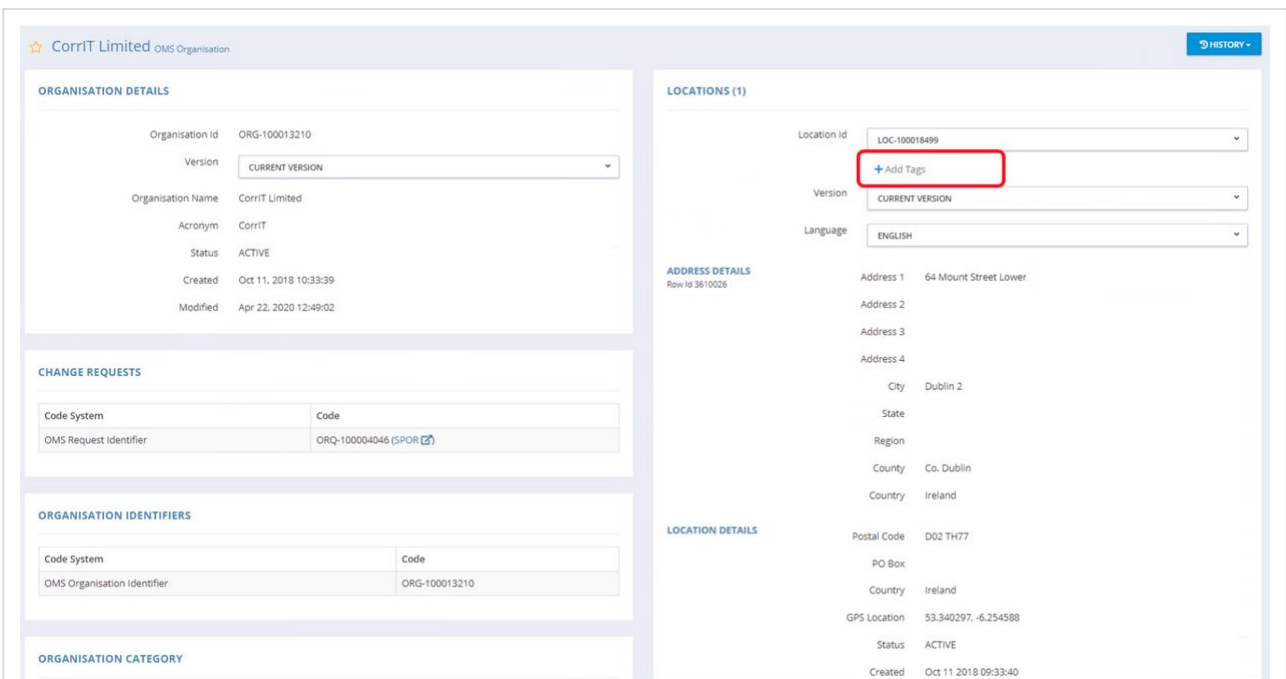 CorrIT Limited OMS Organisation
HISTORY
ORGANISATION DETAILS
Organisation Id ORG-100013210
Version CURRENT VERSION
Organisation Name CorrIT Limited
Acronym CorrIT
Status ACTIVE
Created Oct 11, 2018 10:33:39
Modified Apr 22, 2020 12:49:02
CHANGE REQUESTS
Code System Code
OMS Request Identifier ORQ-100004046 (SPOR)
ORGANISATION IDENTIFIERS
Code System Code
OMS Organisation Identifier ORG-100013210
ORGANISATION CATEGORY
LOCATIONS (1)
Location Id LOC-100018499
+ Add Tags
Version CURRENT VERSION
Language ENGLISH
ADDRESS DETAILS
Row Id 3610026
Address 1 64 Mount Street Lower
Address 2
Address 3
Address 4
City Dublin 2
State
Region
County Co. Dublin
Country Ireland
LOCATION DETAILS
Postal Code D02 TH77
PO Box
Country Ireland
GPS Location 53.340297, -6.254588
Status ACTIVE
Created Oct 11 2018 09:33:40